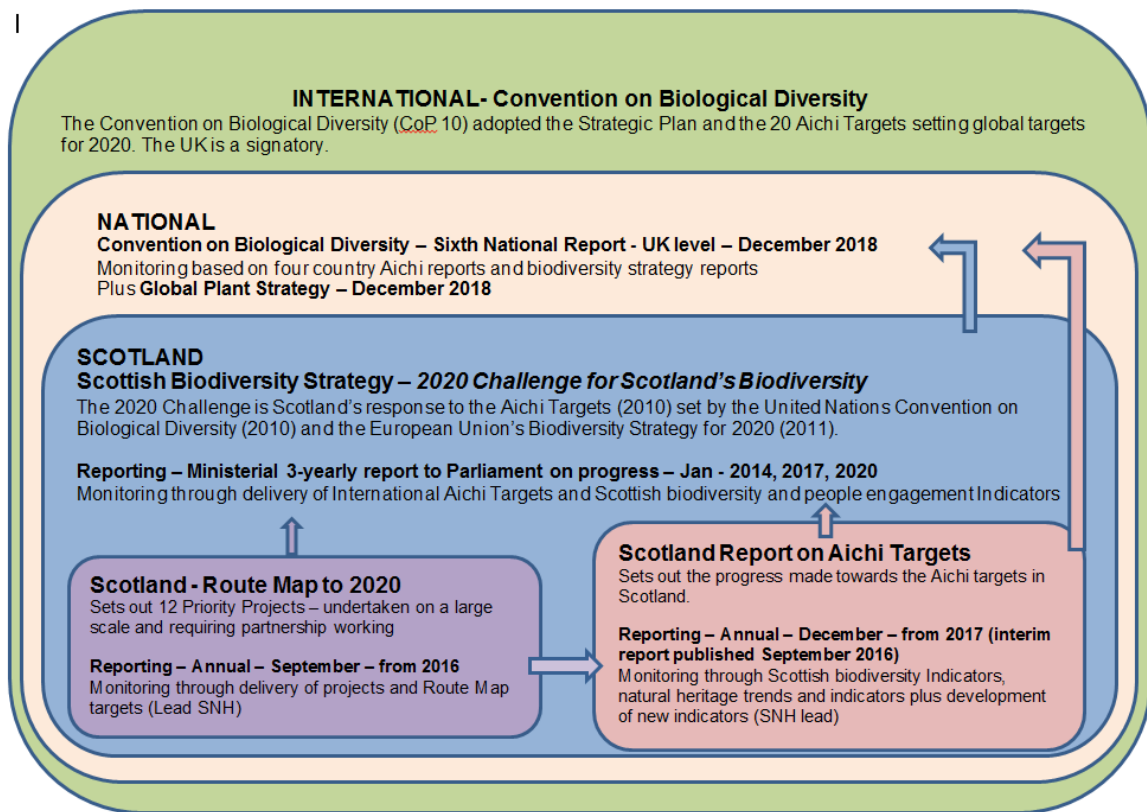 INTERNATIONAL- Convention on Biological Diversity
The Convention on Biological Diversity (CoP 10) adopted the Strategic Plan and the 20 Aichi Targets setting global targets
for 2020. The UK is a signatory.
NATIONAL
Convention on Biological Diversity – Sixth National Report - UK level – December 2018
Monitoring based on four country Aichi reports and biodiversity strategy reports
Plus Global Plant Strategy – December 2018
SCOTLAND
Scottish Biodiversity Strategy – 2020 Challenge for Scotland's Biodiversity
The 2020 Challenge is Scotland's response to the Aichi Targets (2010) set by the United Nations Convention on
Biological Diversity (2010) and the European Union's Biodiversity Strategy for 2020 (2011).
Reporting – Ministerial 3-yearly report to Parliament on progress – Jan - 2014, 2017, 2020
Monitoring through delivery of International Aichi Targets and Scottish biodiversity and people engagement Indicators
Scotland - Route Map to 2020
Sets out 12 Priority Projects – undertaken on a large
scale and requiring partnership working
Reporting – Annual – September – from 2016
Monitoring through delivery of projects and Route Map
targets (Lead SNH)
Scotland Report on Aichi Targets
Sets out the progress made towards the Aichi targets in
Scotland.
Reporting – Annual – December – from 2017 (interim
report published September 2016)
Monitoring through Scottish biodiversity Indicators,
natural heritage trends and indicators plus development
of new indicators (SNH lead)